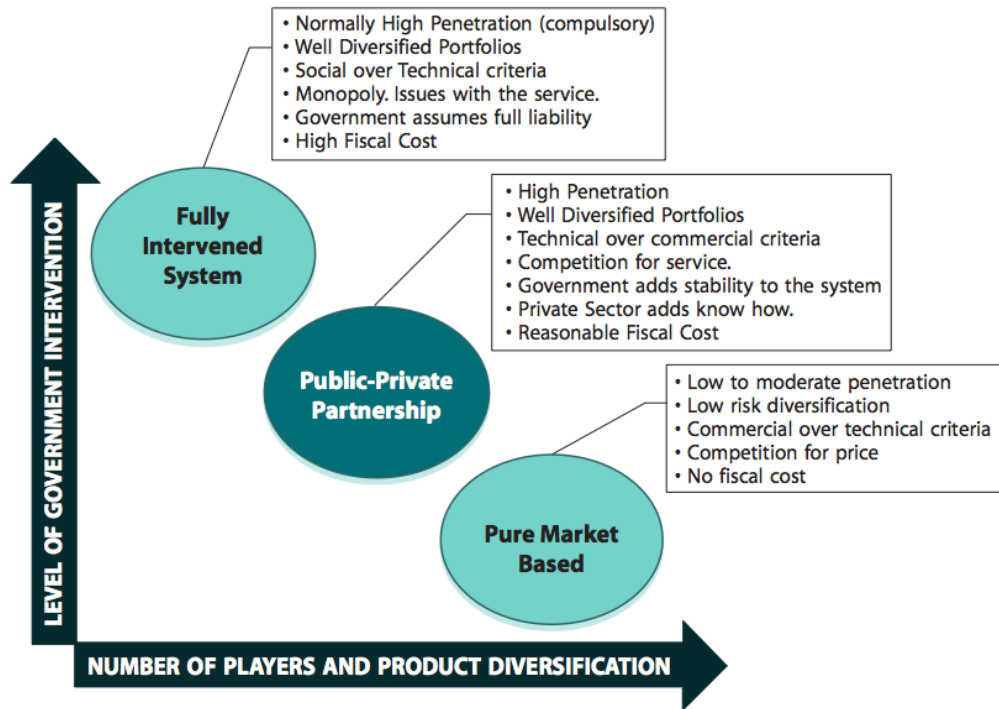 • Normally High Penetration (compulsory)
• Well Diversified Portfolios
• Social over Technical criteria
• Monopoly. Issues with the service.
• Government assumes full liability
• High Fiscal Cost
Fully
Intervened
System
• High Penetration
• Well Diversified Portfolios
• Technical over commercial criteria
• Competition for service.
• Government adds stability to the system
• Private Sector adds know how.
• Reasonable Fiscal Cost
Public-Private
Partnership
• Low to moderate penetration
• Low risk diversification
• Commercial over technical criteria
• Competition for price
• No fiscal cost
Pure Market
Based
LEVEL OF GOVERNMENT INTERVENTION
NUMBER OF PLAYERS AND PRODUCT DIVERSIFICATION